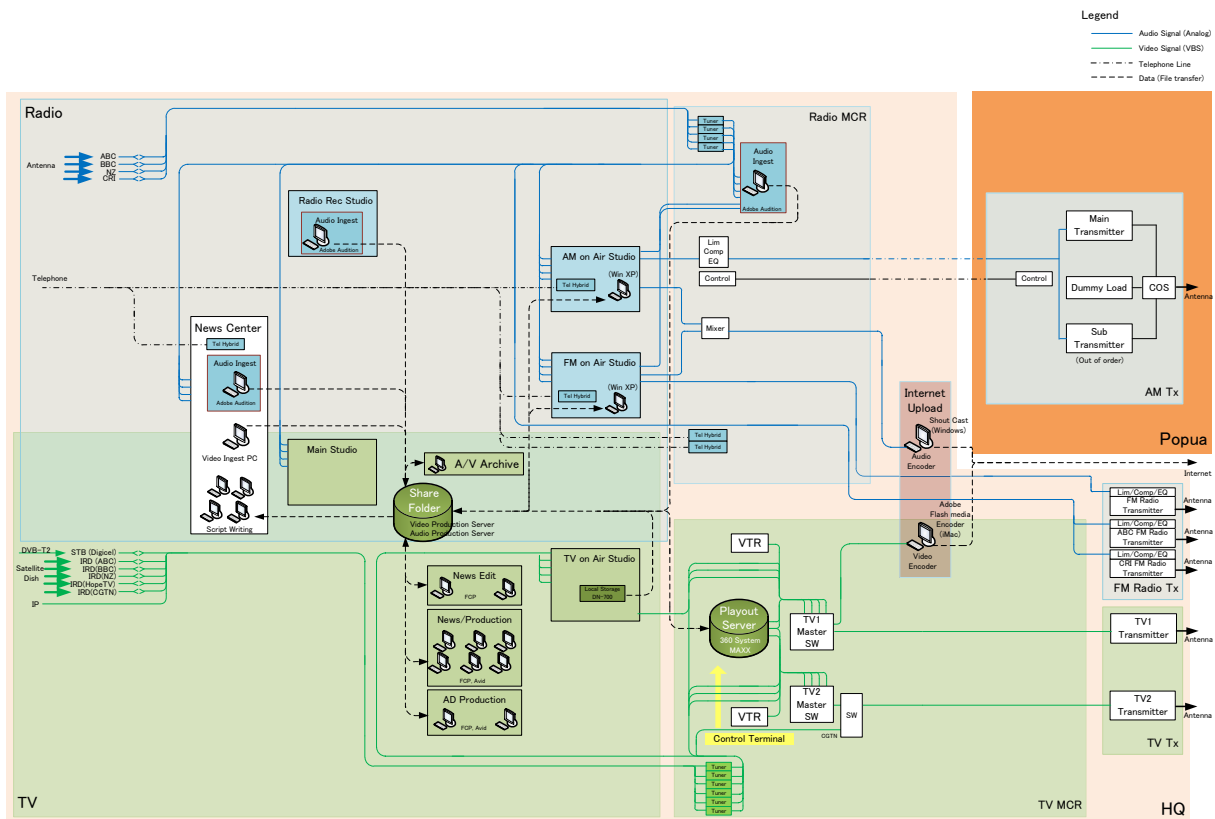 Legend
Audio Signal (Analog)
Video Signal (VBS)
Telephone Line
Data (File transfer)
Radio
Radio MCR
Antenna
ABC
BBC
NZ
CRI
Tuner
Tuner
Tuner
Tuner
Audio
Ingest
Adobe Audition
Radio Rec Studio
Audio Ingest
Adobe Audition
Telephone
AM on Air Studio
(Win XP)
Tel Hybrid
Lim
Comp
EQ
Control
Control
Mixer
Main
Transmitter
Dummy Load
COS
Antenna
Sub
Transmitter
(Out of order)
AM Tx
Popua
News Center
Tel Hybrid
Audio Ingest
Adobe Audition
Video Ingest PC
Script Writing
FM on Air Studio
(Win XP)
Tel Hybrid
Tel Hybrid
Tel Hybrid
Internet
Upload
Shout Cast
(Windows)
Audio
Encoder
Adobe
Flash media
Encoder
(iMac)
Video
Encoder
Internet
Main Studio
A/V Archive
Share
Folder
Video Production Server
Audio Production Server
Lim/Comp/EQ
FM Radio
Transmitter
Antenna
Lim/Comp/EQ
ABC FM Radio
Transmitter
Antenna
Lim/Comp/EQ
CRI FM Radio
Transmitter
Antenna
FM Radio Tx
DVB-T2
STB (Digicel)
IRD (ABC)
Satellite
Dish
IRD(BBC)
IRD(NZ)
IRD(HopeTV)
IRD(CGTN)
IP
TV on Air Studio
Local Storage
DN-700
News Edit
FCP
News/Production
FCP, Avid
AD Production
FCP, Avid
VTR
Playout
Server
360 System
MAXX
TV1
Master
SW
TV2
Master
SW
VTR
SW
CGTN
Control Terminal
TV1
Transmitter
Antenna
TV2
Transmitter
Antenna
TV Tx
Tuner
Tuner
Tuner
Tuner
Tuner
Tuner
TV
TV MCR
HQ